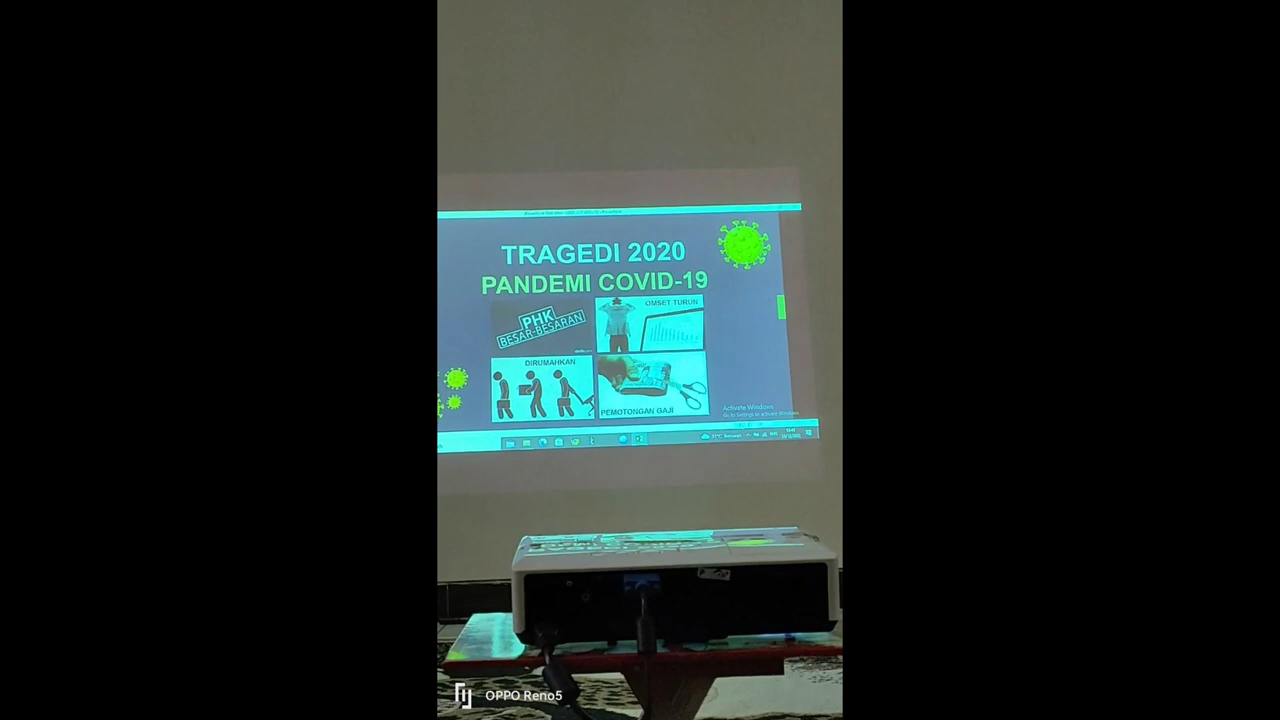 TRAGEDI 2020
PANDEMI COVID-19
PHK
BESAR-BESARAN
OMSET TURUN
DIRUMAHKAN
PEMOTONGAN GAJI
Activate Windows
Go to Settings to activate Windows.
OPPO Reno5